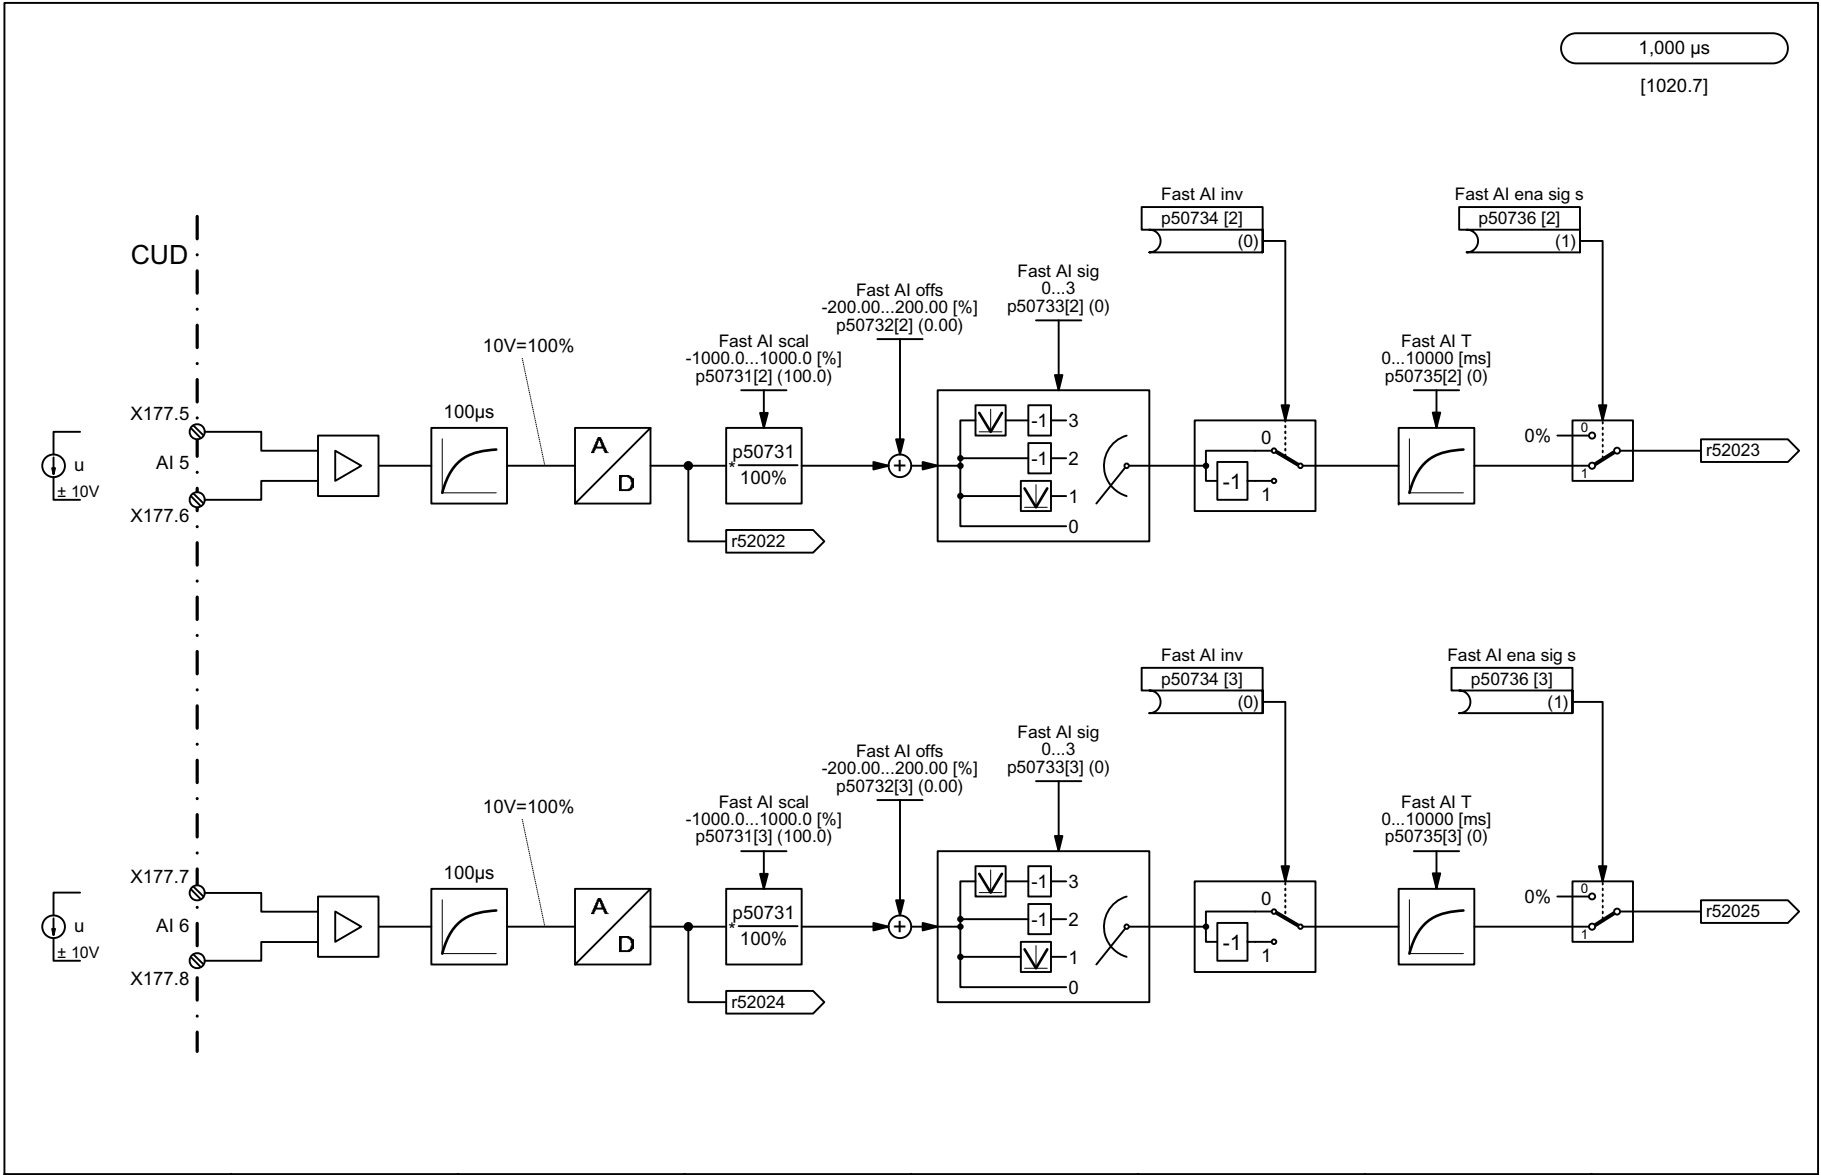 1,000 µs
[1020.7]
CUD
Fast AI inv
p50734 [2]
(0)
Fast AI ena sig s
p50736 [2]
(1)
Fast AI sig
0...3
p50733[2] (0)
Fast AI offs
-200.00...200.00 [%]
p50732[2] (0.00)
Fast AI scal
-1000.0...1000.0 [%]
p50731[2] (100.0)
Fast AI T
0...10000 [ms]
p50735[2] (0)
10V=100%
100µs
X177.5
AI 5
X177.6
u
± 10V
A
D
p50731
*
100%
r52022
+
-1
3
-1
2
1
0
0
-1
1
0%
0
1
r52023
Fast AI inv
p50734 [3]
(0)
Fast AI ena sig s
p50736 [3]
(1)
Fast AI sig
0...3
p50733[3] (0)
Fast AI offs
-200.00...200.00 [%]
p50732[3] (0.00)
Fast AI scal
-1000.0...1000.0 [%]
p50731[3] (100.0)
Fast AI T
0...10000 [ms]
p50735[3] (0)
10V=100%
100µs
X177.7
AI 6
X177.8
u
± 10V
A
D
p50731
*
100%
r52024
+
-1
3
-1
2
1
0
0
-1
1
0%
0
1
r52025